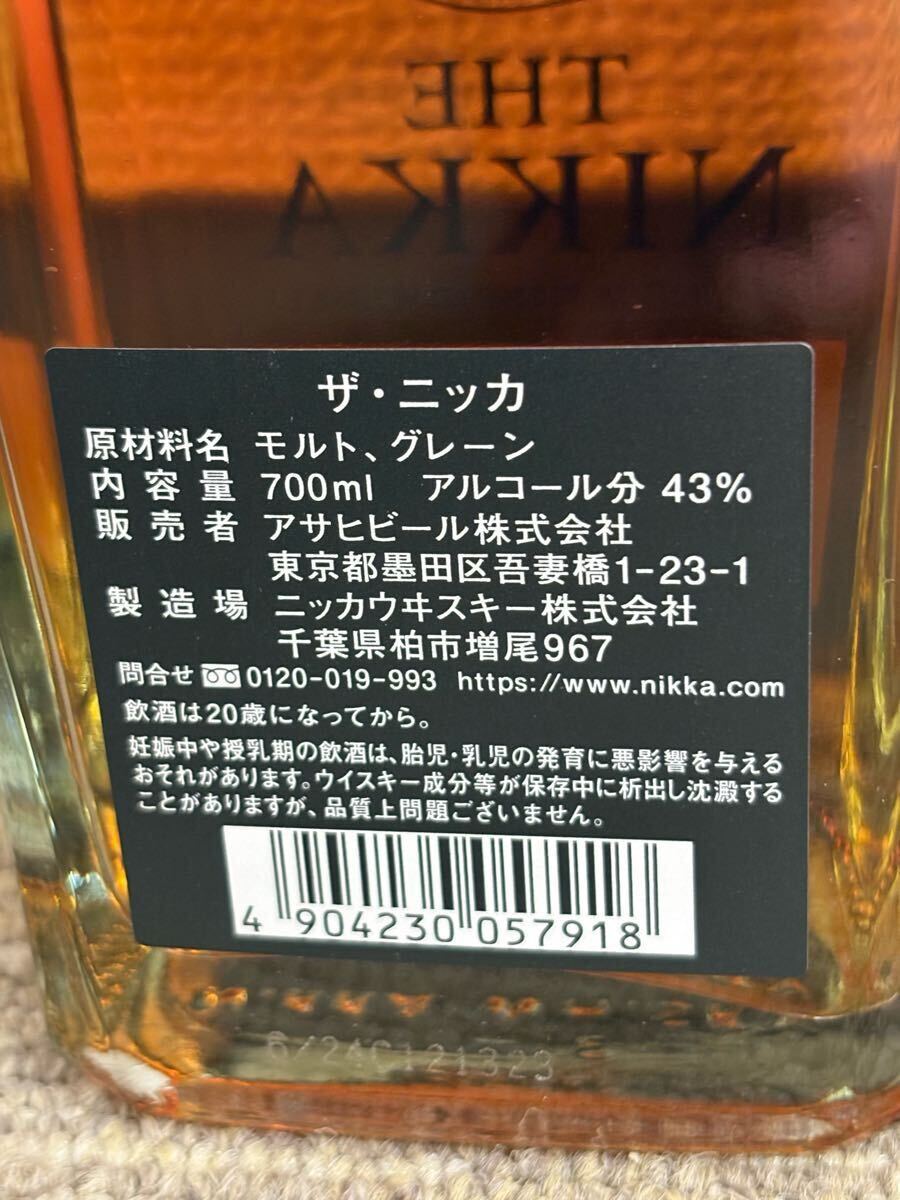 THE
NIKKA
ザ・ニッカ
原材料名 モルト、グレーン
内容量 700ml アルコール分 43%
販売者 アサヒビール株式会社
東京都墨田区吾妻橋1-23-1
製造場 ニッカウヰスキー株式会社
千葉県柏市増尾967
問合せ 0120-019-993 https://www.nikka.com
飲酒は20歳になってから。
妊娠中や授乳期の飲酒は、胎児・乳児の発育に悪影響を与える
おそれがあります。ウイスキー成分等が保存中に析出し沈澱する
ことがありますが、品質上問題ございません。
4 904230 057918